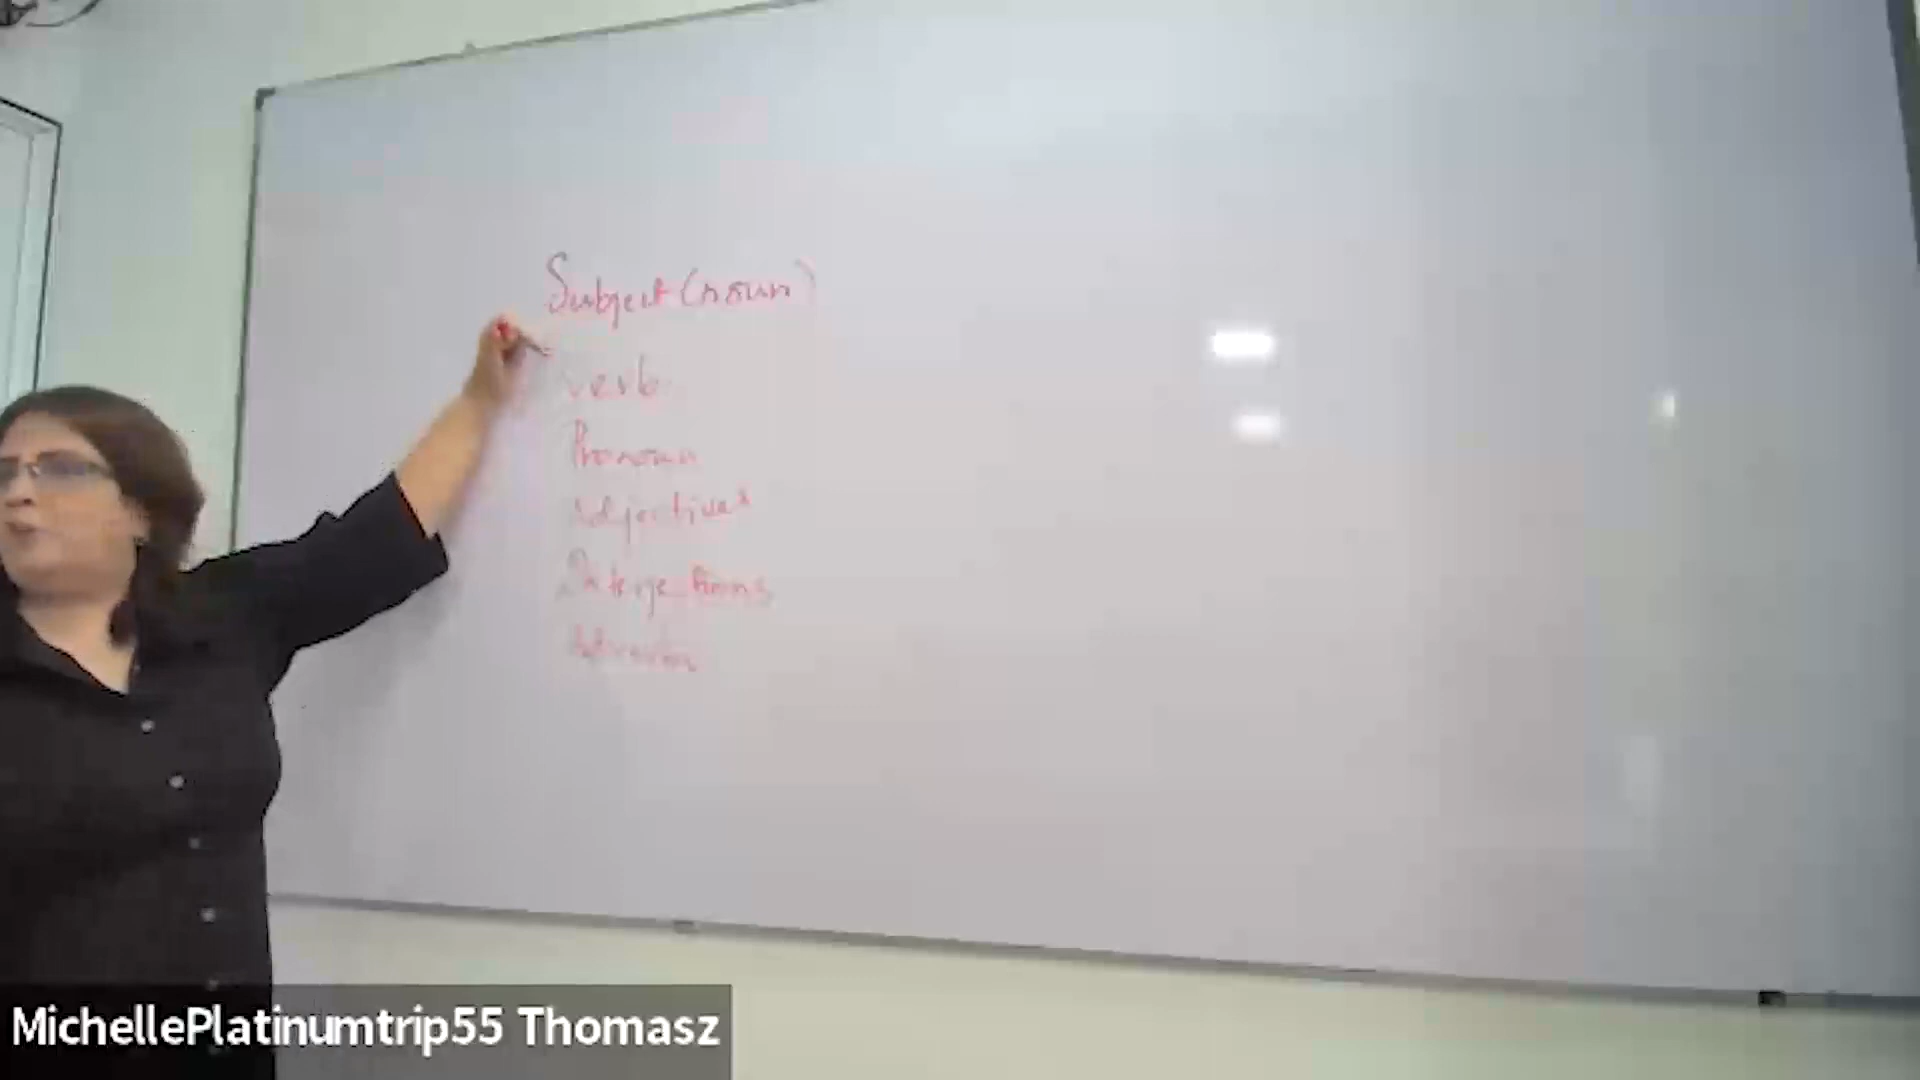 Subject (noun)
Verb
Pronoun
Adjectives
Interjections
MichellePlatinumtrip55 Thomasz